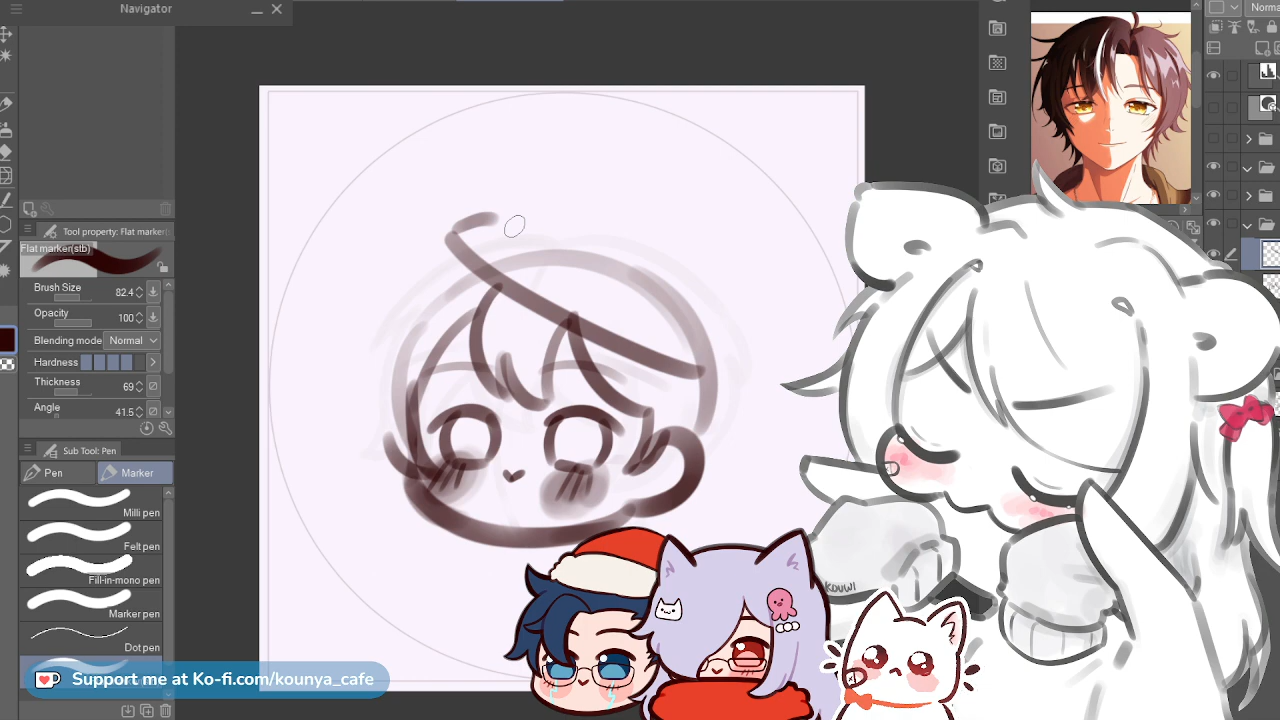 Navigator
Norma
Tool property: Flat marker(
Flat marker(stb)
Brush Size 82.4
Opacity 100
Blending mode Normal
Hardness
Thickness 69
Angle 41.5
Sub Tool: Pen
Pen Marker
Milli pen
Felt pen
Fill-in-mono pen
Marker pen
Dot pen
Support me at Ko-fi.com/kounya_cafe
KOUWI